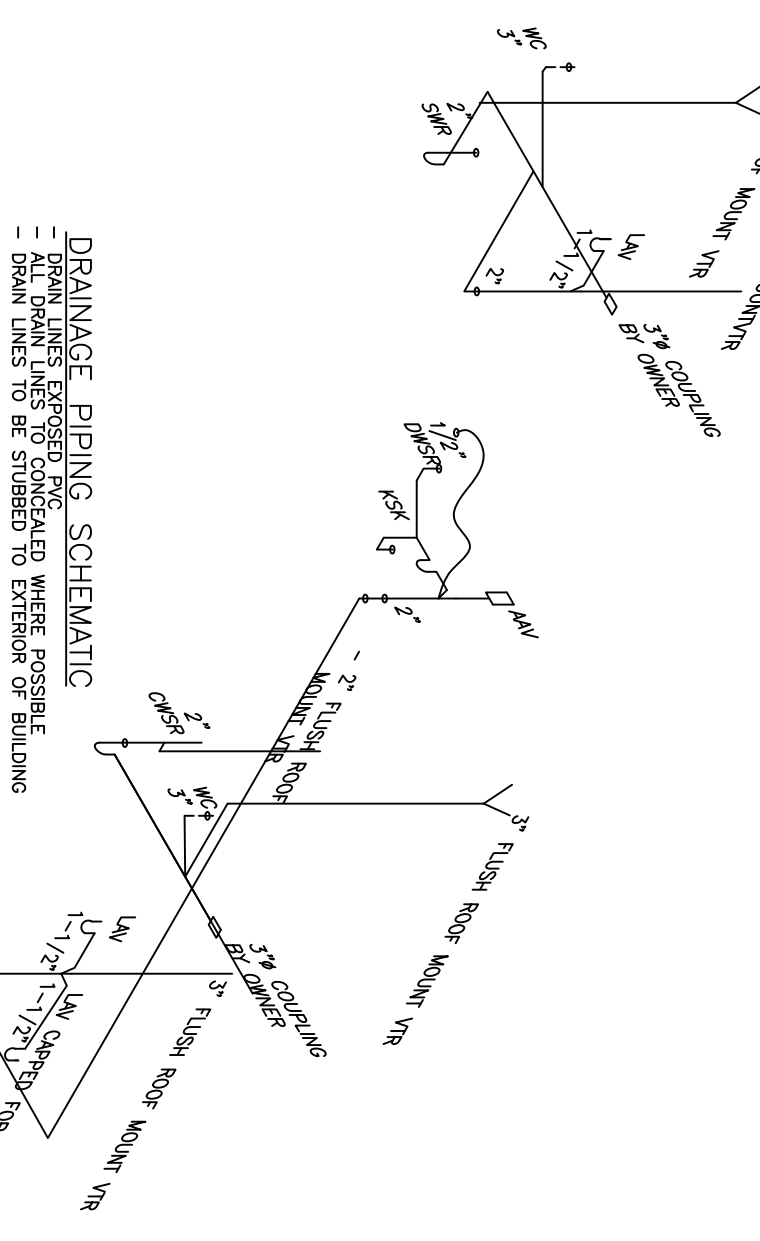 WC
3"
2"
SWR
MOUNT VTR
LAV
1
1/2"
2"
3"ø COUPLING
BY OWNER
1/2"
DWSR
KSK
AAV
2"
- 2" FLUSH ROOF
MOUNT VTR
2"
CWSR
WC
3"
3" FLUSH ROOF MOUNT VTR
3"ø COUPLING
BY OWNER
LAV
1-1/2"
LAV CAPPED FOR
1-1/2"
3" FLUSH ROOF MOUNT VTR
DRAINAGE PIPING SCHEMATIC
- DRAIN LINES EXPOSED PVC
- ALL DRAIN LINES TO CONCEALED WHERE POSSIBLE
- DRAIN LINES TO BE STUBBED TO EXTERIOR OF BUILDING